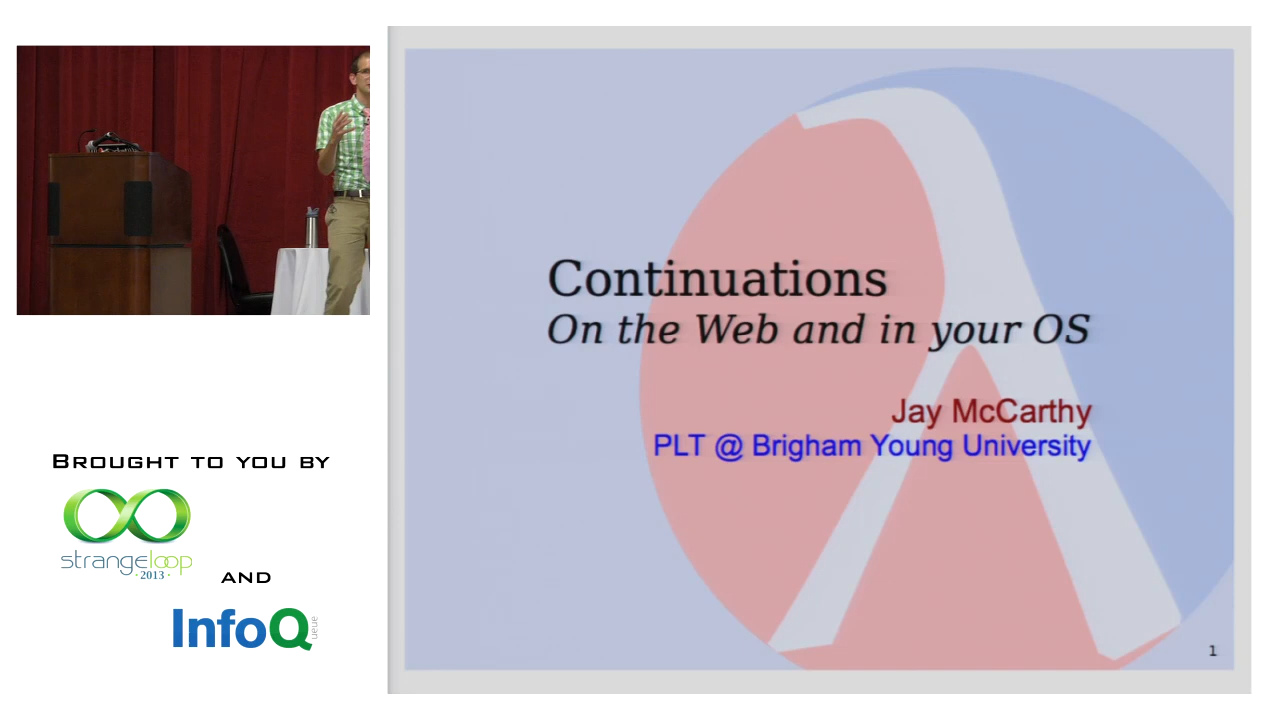 Continuations
On the Web and in your OS
Jay McCarthy
PLT @ Brigham Young University
1
BROUGHT TO YOU BY
strangeloop
· 2013 ·
AND
InfoQ
ueue